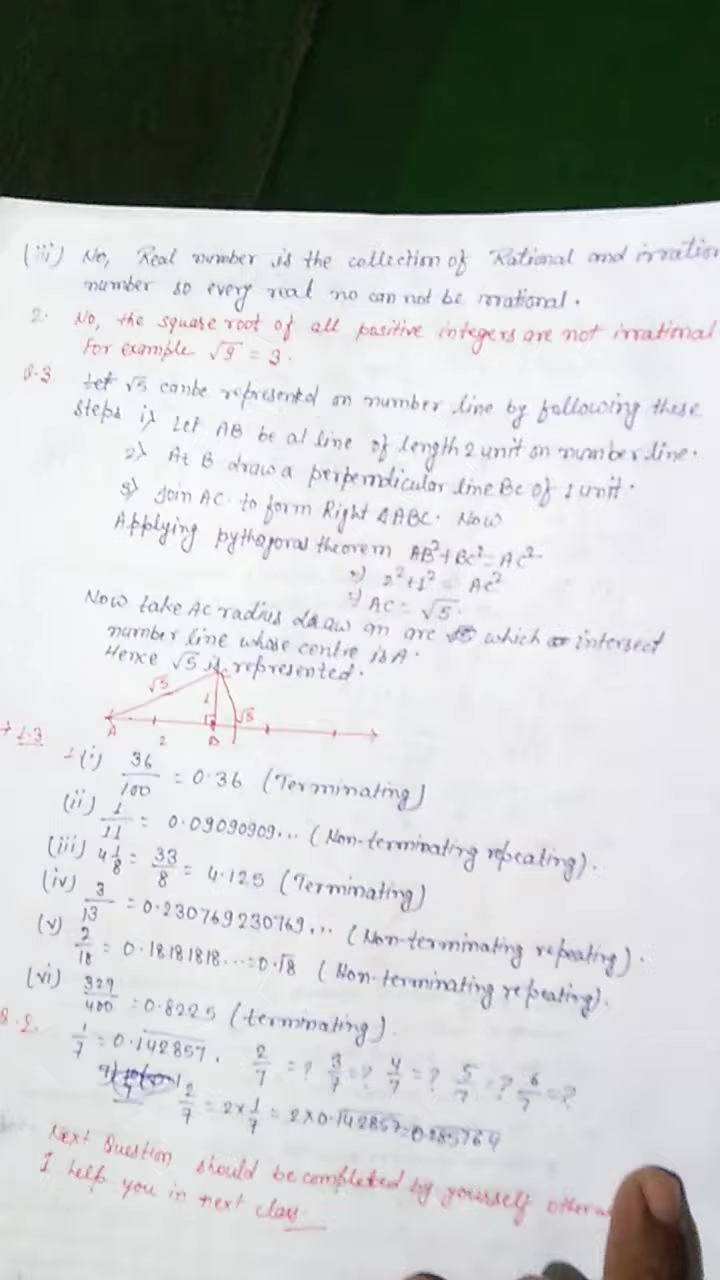 (iii) No, Real number is the collection of Rational and irration
number so every real no can not be irrational.
2. No, the square root of all positive integers are not irrational
For example √9 = 3.
Q.3 Let √5 canbe represented on number line by following these
steps 1) Let AB be a line of length 2 unit on number line.
2) At B draw a perpendicular line BC of 1 unit.
3) Join AC to form Right ΔABC. Now
Applying pythagoras theorem AB²+BC²=AC²
⇒ 2²+1² = AC²
⇒ AC = √5.
Now take AC radius draw an arc which intersect
number line whose centre is A.
Hence √5 is represented.
√5 C 1 √5
A 2 B
→ 1.3
1(i) 36/100 = 0.36 (Terminating)
(ii) 1/11 = 0.09090909... (Non-terminating repeating).
(iii) 4 1/8 = 33/8 = 4.125 (Terminating)
(iv) 3/13 = 0.230769230769... (Non-terminating repeating).
(v) 2/18 = 0.18181818...=0.18 (Non-terminating repeating).
(vi) 329/400 = 0.8225 (terminating).
Q.2. 1/7 = 0.142857, 2/7 = ? 3/7 = ? 4/7 = ? 5/7 = ? 6/7 = ?
2/7 = 2×1/7 = 2×0.142857=
Next Question should be completed by yourself
I help you in next clas